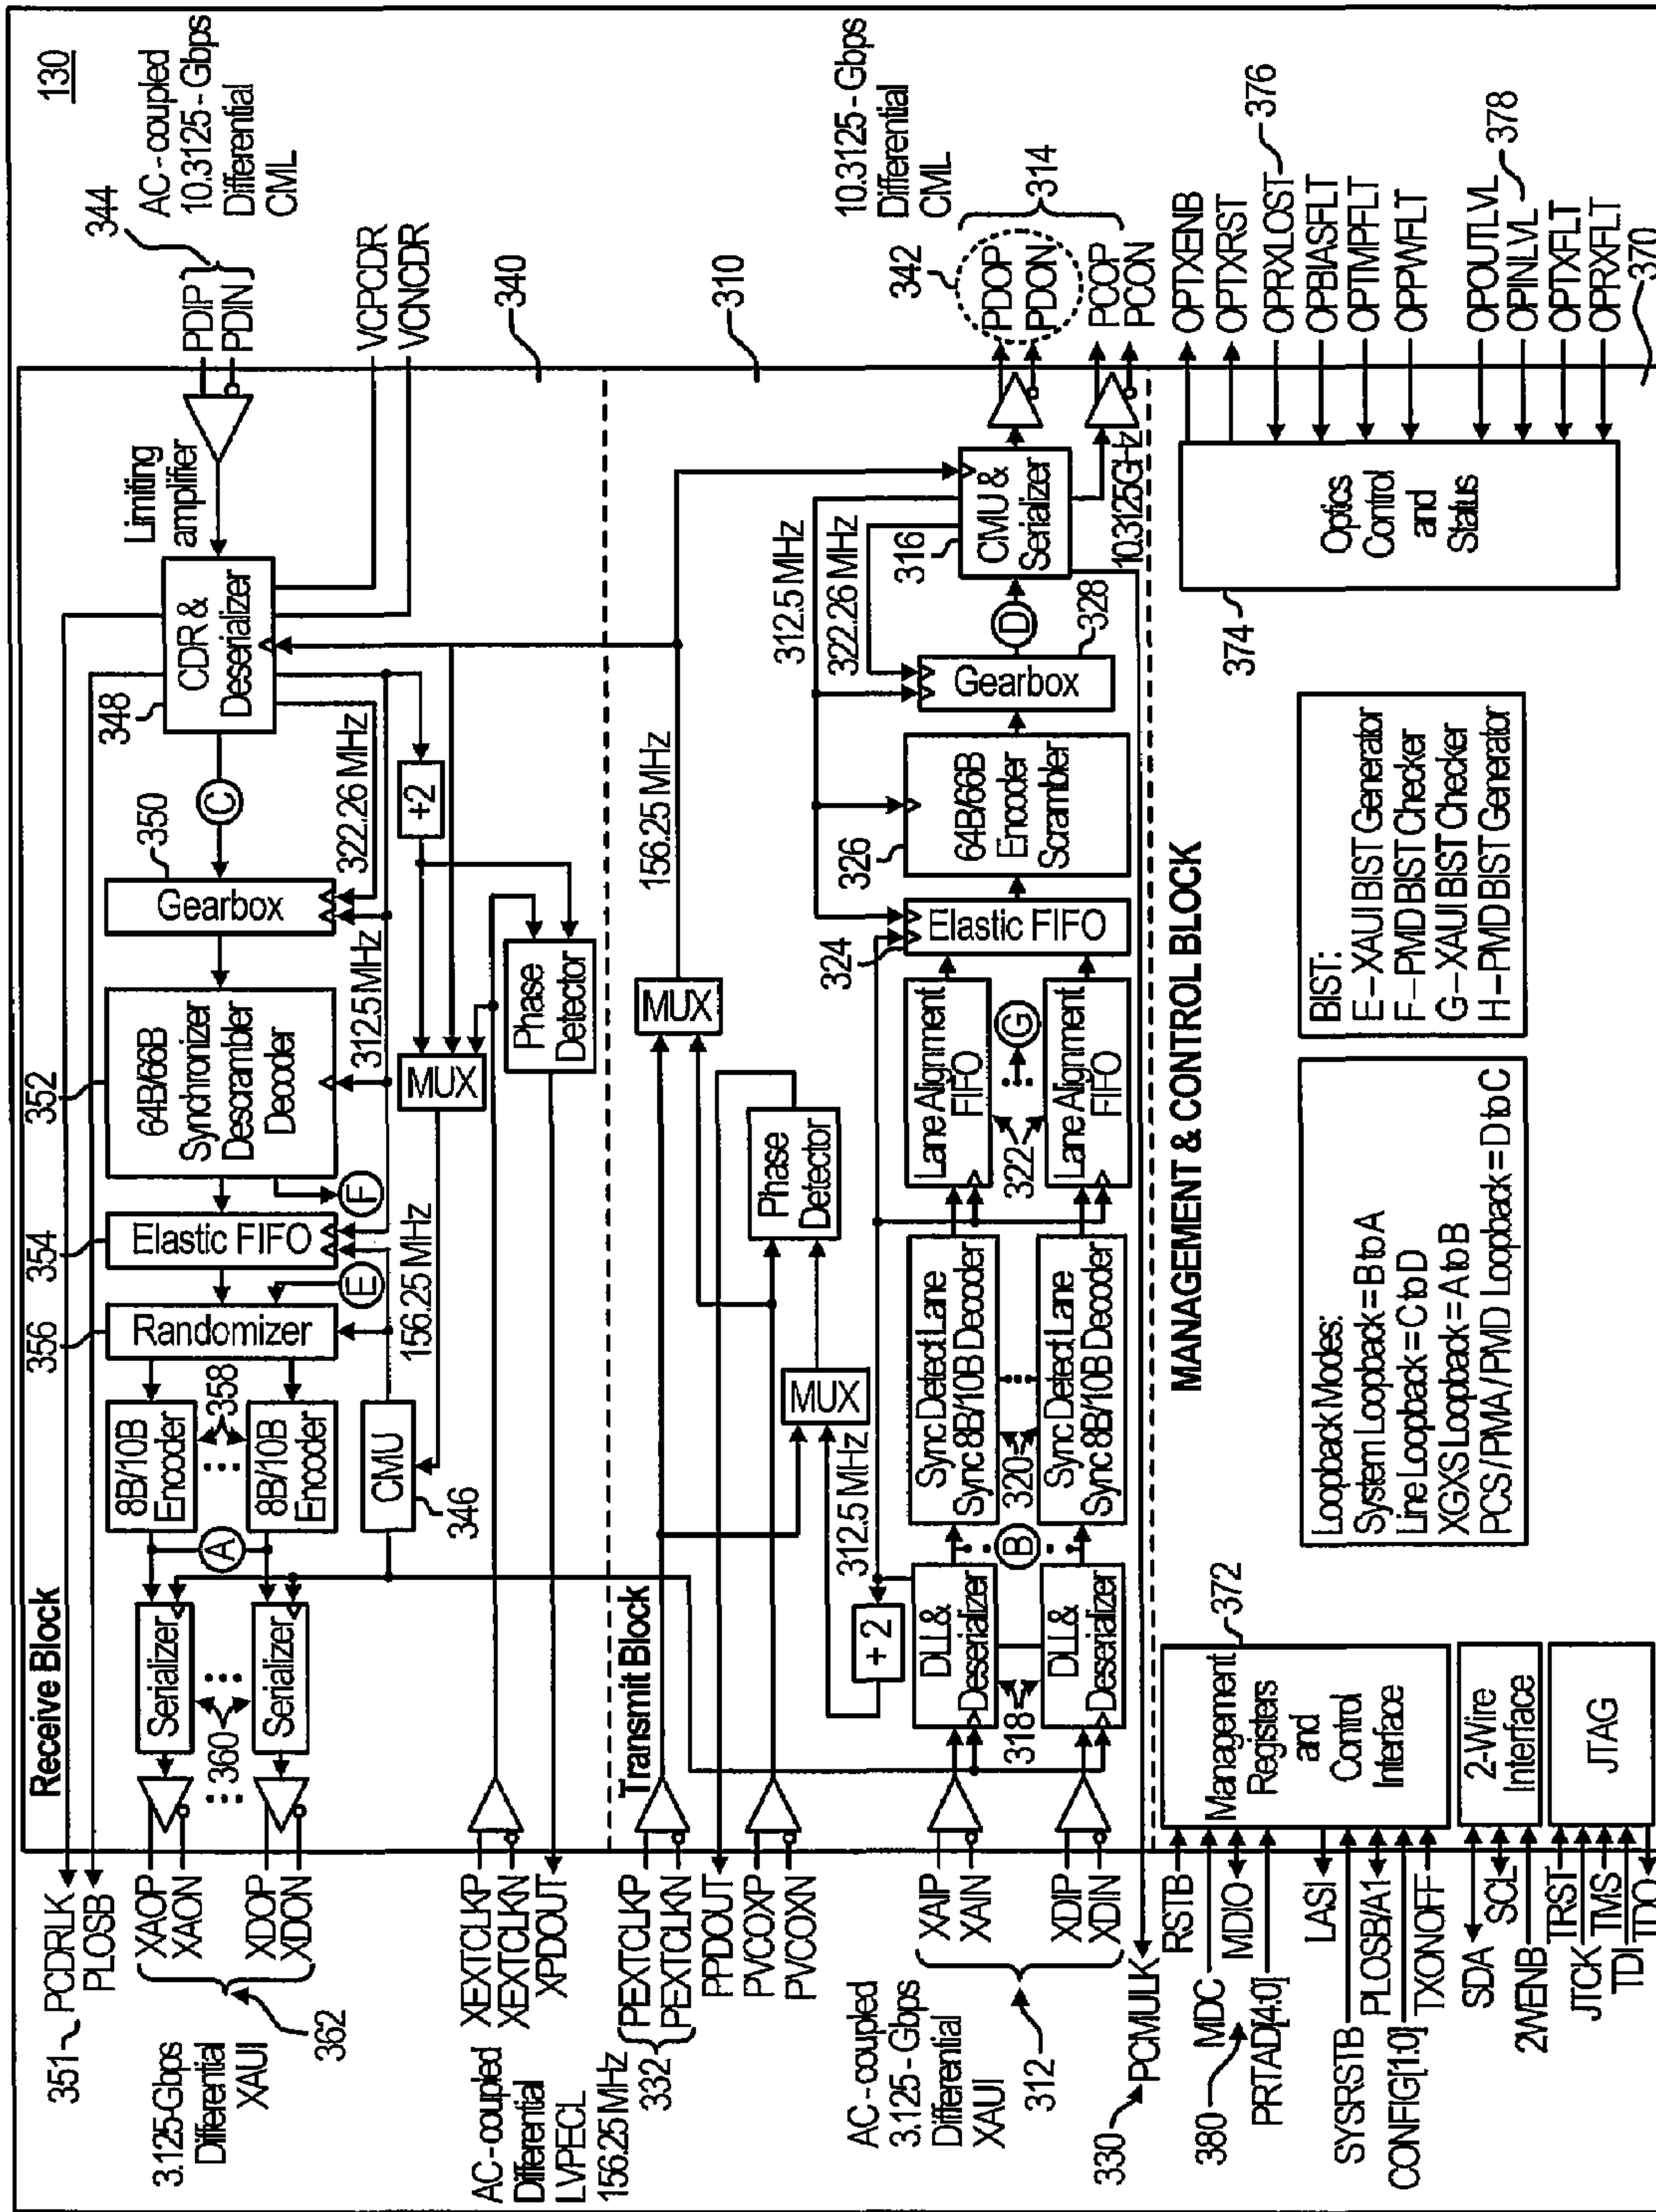 130
Receive Block
351
PCDRLK
PLOSB
XAOP
XAON
XDOP
XDON
3.125-Gbps
Differential
XAUI
362
360
Serializer
Serializer
A
8B/10B
Encoder
8B/10B
Encoder
358
356
Randomizer
E
354
Elastic FIFO
F
352
64B/66B
Synchronizer
Descrambler
Decoder
350
Gearbox
C
348
CDR &
Deserializer
Limiting
amplifier
PDIP
PDIN
344
AC-coupled
10.3125-Gbps
Differential
CML
VCPCDR
VCNCDR
312.5 MHz
322.26 MHz
CMU
346
156.25 MHz
MUX
÷2
Phase
Detector
340
XEXTCLKP
XEXTCLKN
XPDOUT
AC-coupled
Differential
LVPECL
156.25 MHz
Transmit Block
332
PEXTCLKP
PEXTCLKN
PPDOUT
PVCOXP
PVCOXN
MUX
Phase
Detector
MUX
156.25 MHz
310
312.5 MHz
÷2
XAIP
XAIN
XDIP
XDIN
AC-coupled
3.125-Gbps
Differential
XAUI
312
DLL &
Deserializer
DLL &
Deserializer
318
B
Sync Detect Lane
Sync 8B/10B Decoder
Sync Detect Lane
Sync 8B/10B Decoder
320
Lane Alignment
FIFO
Lane Alignment
FIFO
322
G
324
Elastic FIFO
326
64B/66B
Encoder
Scrambler
Gearbox
328
D
312.5 MHz
322.26 MHz
316
CMU &
Serializer
10.3125GHz
10.3125-Gbps
Differential
CML
342
PDOP
PDON
PCOP
PCON
314
330
PCMULK
MANAGEMENT & CONTROL BLOCK
RSTB
MDC
MDIO
380
PRTAD[4:0]
LASI
SYSRSTB
PLOSB/A1
CONFIG[1:0]
TXONOFF
SDA
SCL
2WENB
TRST
JTCK
TMS
TDI
TDO
372
Management
Registers
and
Control
Interface
2-Wire
Interface
JTAG
Loopback Modes:
System Loopback = B to A
Line Loopback = C to D
XGXS Loopback = A to B
PCS/PMA/PMD Loopback = D to C
BIST:
E-XAUI BIST Generator
F-PMD BIST Checker
G-XAUI BIST Checker
H-PMD BIST Generator
374
Optics
Control
and
Status
OPTXENB
OPTXRST
OPRXLOST
376
OPBIASFLT
OPTMPFLT
OPPWFLT
OPOUTLVL
OPINLVL
378
OPTXFLT
OPRXFLT
370